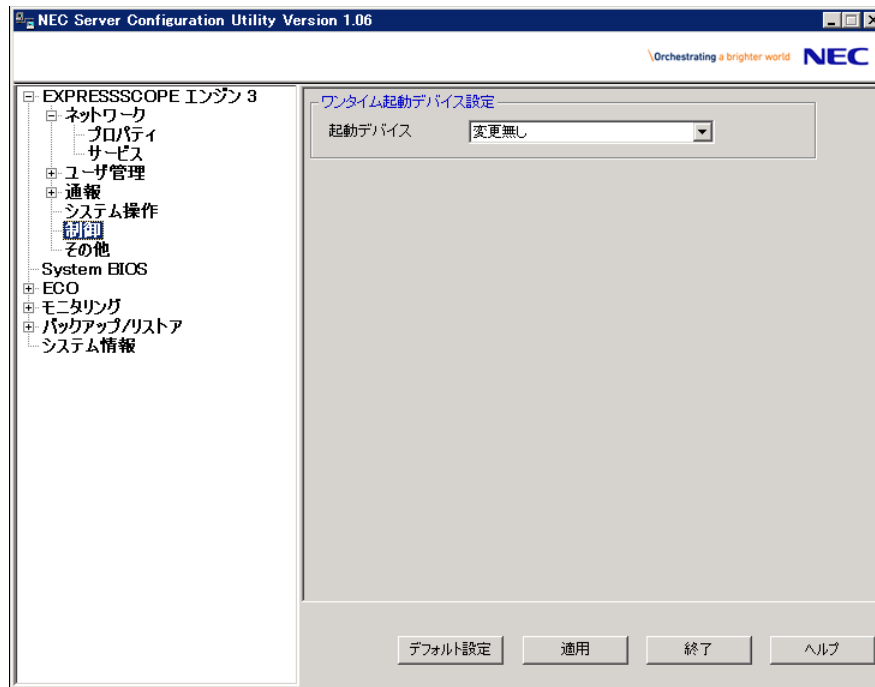 NEC Server Configuration Utility Version 1.06
\Orchestrating a brighter world NEC
EXPRESSSCOPE エンジン 3
ネットワーク
プロパティ
サービス
ユーザ管理
通報
システム操作
制御
その他
System BIOS
ECO
モニタリング
バックアップ/リストア
システム情報
ワンタイム起動デバイス設定
起動デバイス 変更無し
デフォルト設定 適用 終了 ヘルプ